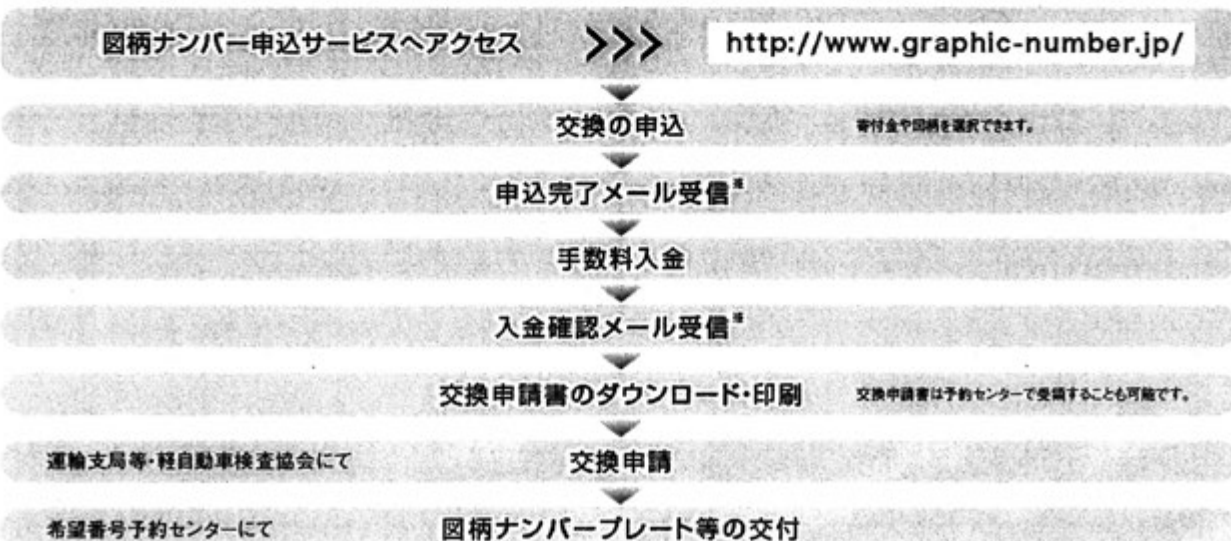 図柄ナンバー申込サービスへアクセス >>> http://www.graphic-number.jp/
交換の申込 寄付金や図柄を選択できます。
申込完了メール受信※
手数料入金
入金確認メール受信※
交換申請書のダウンロード・印刷 交換申請書は予約センターで受領することも可能です。
運輸支局等・軽自動車検査協会にて 交換申請
希望番号予約センターにて 図柄ナンバープレート等の交付